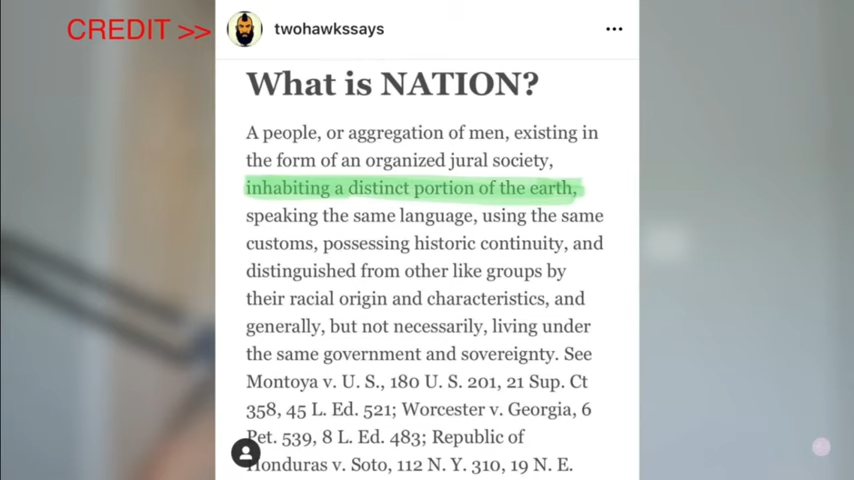 CREDIT >>
twohawkssays
What is NATION?
A people, or aggregation of men, existing in
the form of an organized jural society,
inhabiting a distinct portion of the earth,
speaking the same language, using the same
customs, possessing historic continuity, and
distinguished from other like groups by
their racial origin and characteristics, and
generally, but not necessarily, living under
the same government and sovereignty. See
Montoya v. U. S., 180 U. S. 201, 21 Sup. Ct
358, 45 L. Ed. 521; Worcester v. Georgia, 6
Pet. 539, 8 L. Ed. 483; Republic of
Honduras v. Soto, 112 N. Y. 310, 19 N. E.